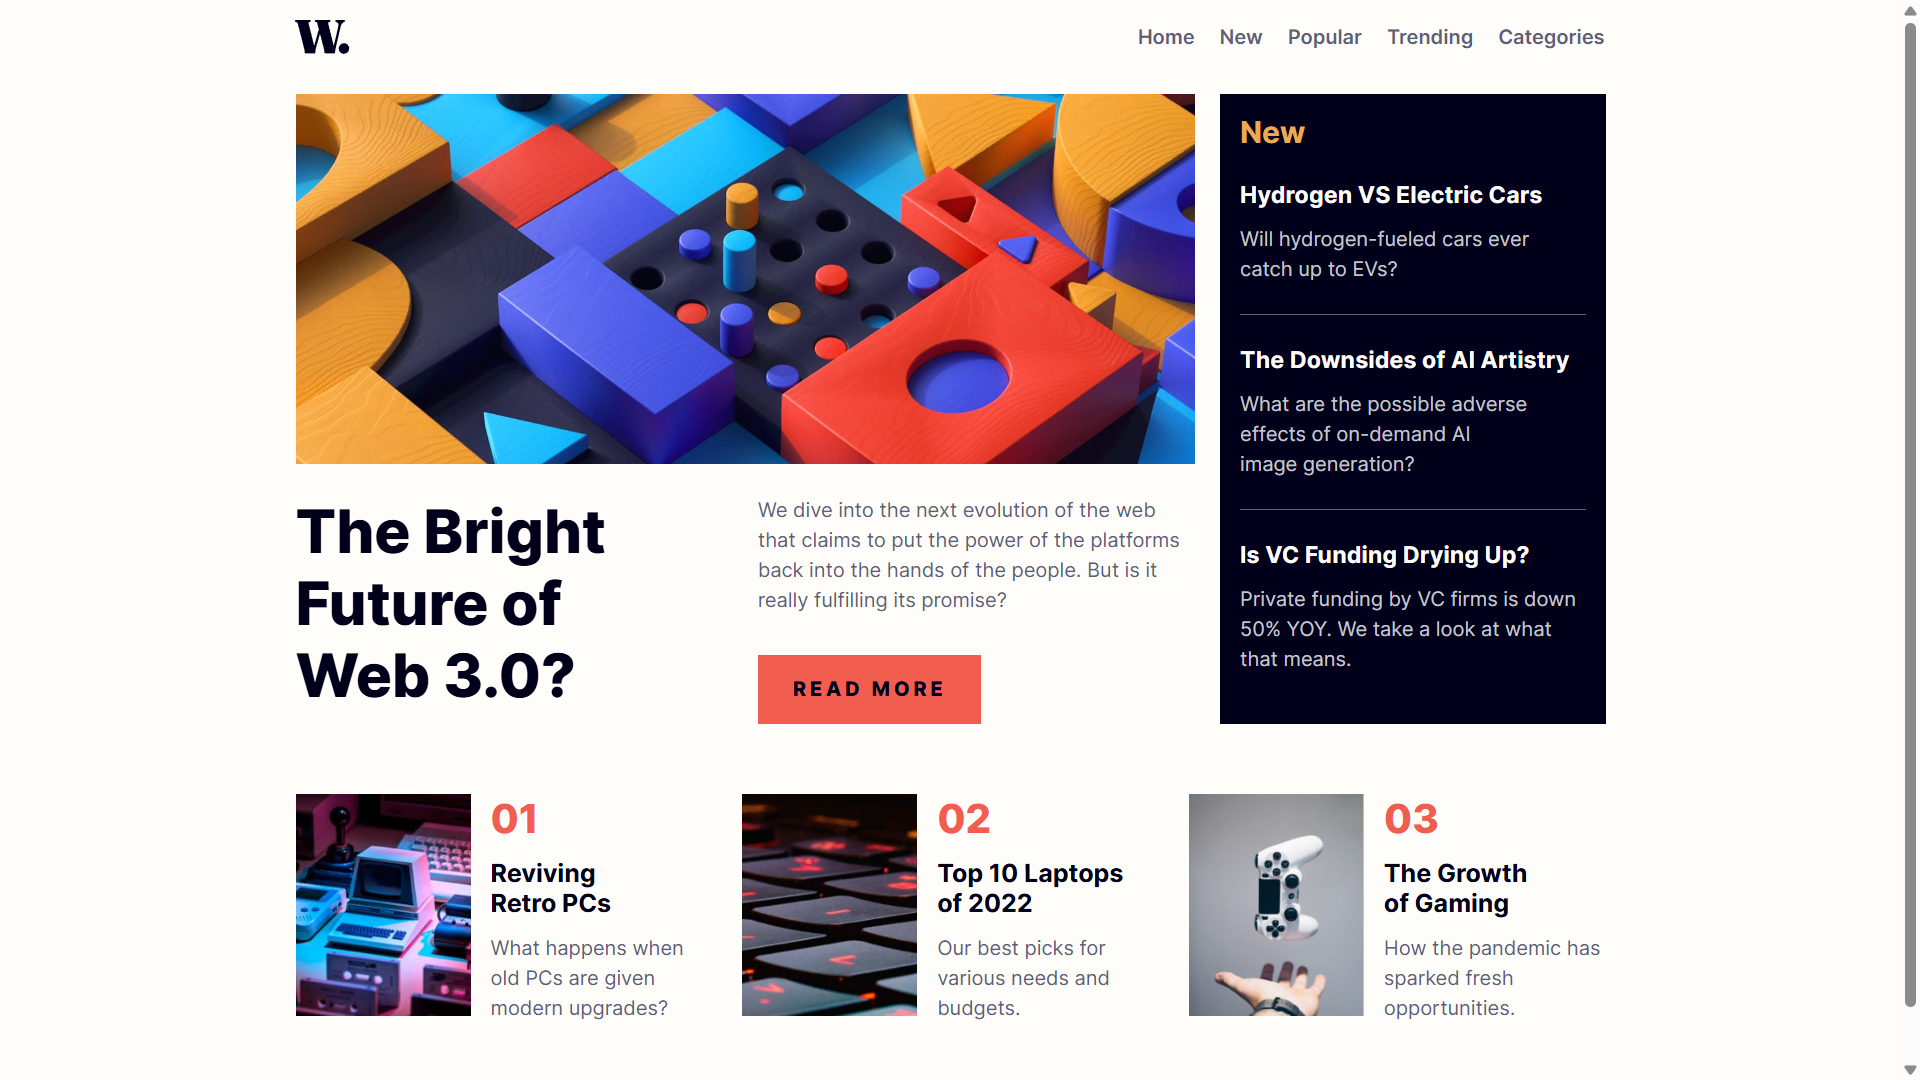 W.
Home New Popular Trending Categories
The Bright
Future of
Web 3.0?
We dive into the next evolution of the web
that claims to put the power of the platforms
back into the hands of the people. But is it
really fulfilling its promise?
READ MORE
New
Hydrogen VS Electric Cars
Will hydrogen-fueled cars ever
catch up to EVs?
The Downsides of AI Artistry
What are the possible adverse
effects of on-demand AI
image generation?
Is VC Funding Drying Up?
Private funding by VC firms is down
50% YOY. We take a look at what
that means.
01
Reviving
Retro PCs
What happens when
old PCs are given
modern upgrades?
02
Top 10 Laptops
of 2022
Our best picks for
various needs and
budgets.
03
The Growth
of Gaming
How the pandemic has
sparked fresh
opportunities.